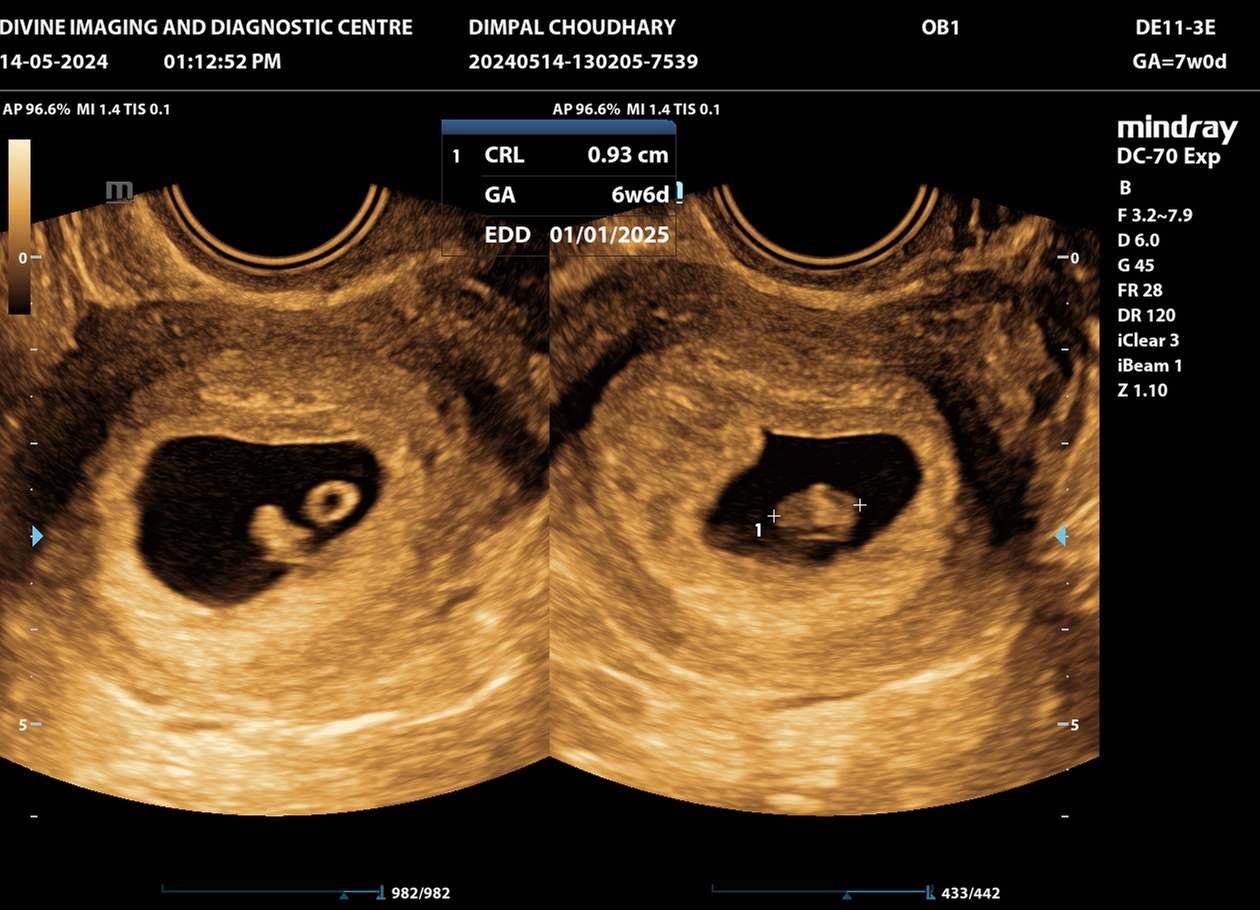 DIVINE IMAGING AND DIAGNOSTIC CENTRE DIMPAL CHOUDHARY OB1 DE11-3E
14-05-2024 01:12:52 PM 20240514-130205-7539 GA=7w0d
AP 96.6% MI 1.4 TIS 0.1 AP 96.6% MI 1.4 TIS 0.1
mindray
DC-70 Exp
B
F 3.2~7.9
D 6.0
G 45
FR 28
DR 120
iClear 3
iBeam 1
Z 1.10
1 CRL 0.93 cm
GA 6w6d
EDD 01/01/2025
m
0 0
1
5 5
982/982 433/442